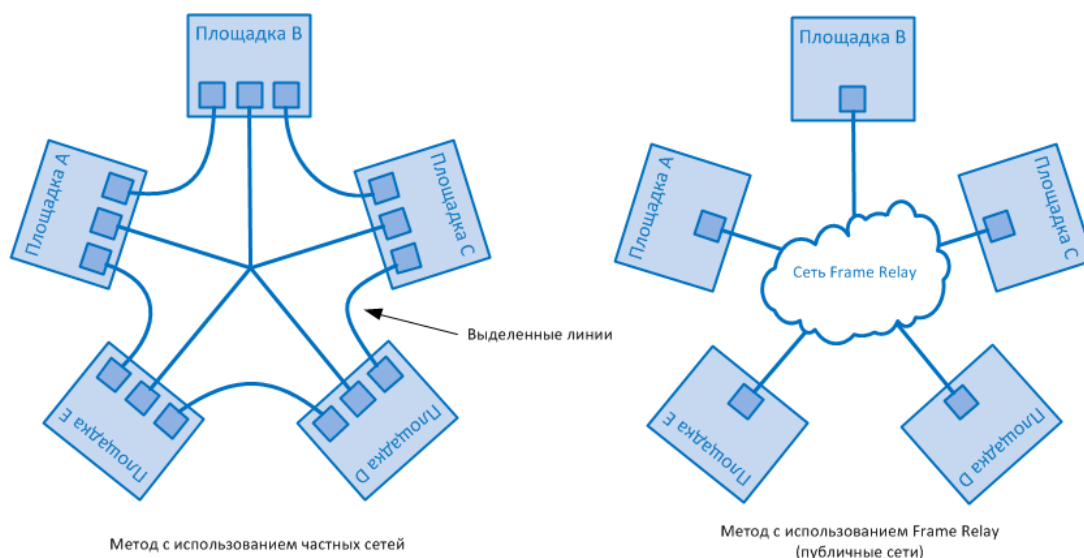 Площадка B
Площадка A
Площадка C
Выделенные линии
Площадка E
Площадка D
Метод с использованием частных сетей
Площадка B
Площадка A
Площадка C
Сеть Frame Relay
Площадка E
Площадка D
Метод с использованием Frame Relay
(публичные сети)